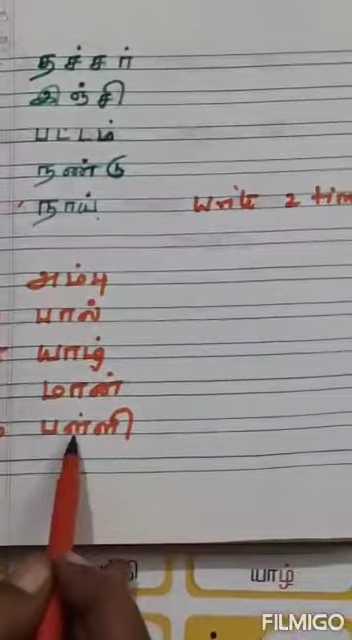 தச்சர்
இஞ்சி
பட்டம்
நண்டு
நாய் write 2 tim
அம்பு
பால்
யாழ்
மான்
பள்ளி
யாழ்
FILMIGO